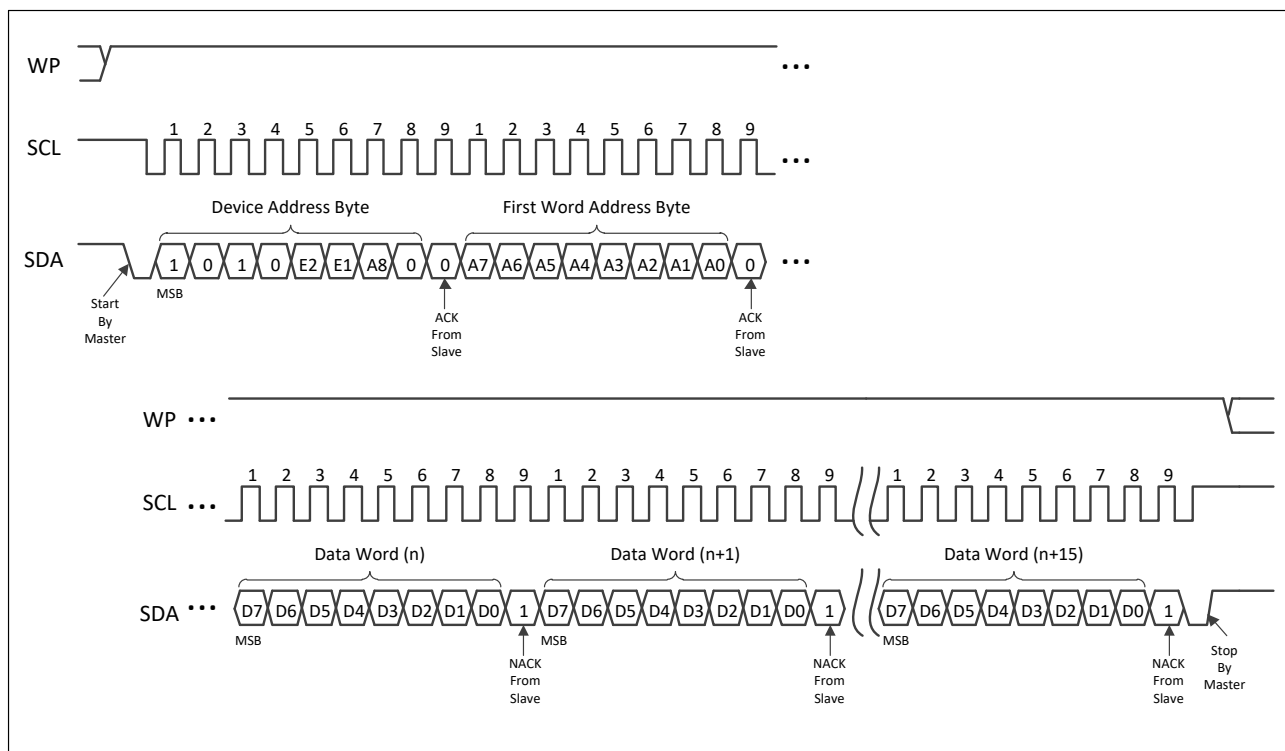 WP
...
1 2 3 4 5 6 7 8 9 1 2 3 4 5 6 7 8 9
SCL
...
Device Address Byte First Word Address Byte
SDA
1 0 1 0 E2 E1 A8 0 0 A7 A6 A5 A4 A3 A2 A1 A0 0
...
MSB
Start
By
Master
ACK
From
Slave
ACK
From
Slave
WP ...
1 2 3 4 5 6 7 8 9 1 2 3 4 5 6 7 8 9 1 2 3 4 5 6 7 8 9
SCL ...
Data Word (n) Data Word (n+1) Data Word (n+15)
SDA ...
D7 D6 D5 D4 D3 D2 D1 D0 1 D7 D6 D5 D4 D3 D2 D1 D0 1 D7 D6 D5 D4 D3 D2 D1 D0 1
MSB MSB MSB
NACK
From
Slave
NACK
From
Slave
NACK
From
Slave
Stop
By
Master